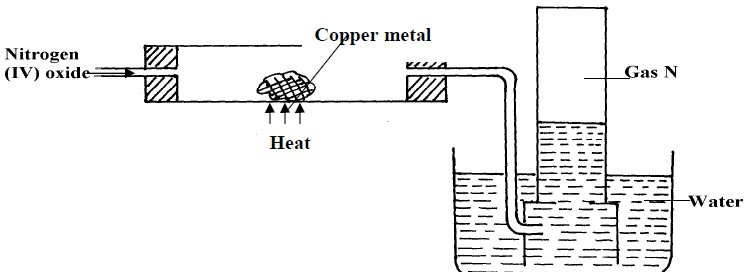 Copper metal
Nitrogen
(IV) oxide
Gas N
Heat
Water